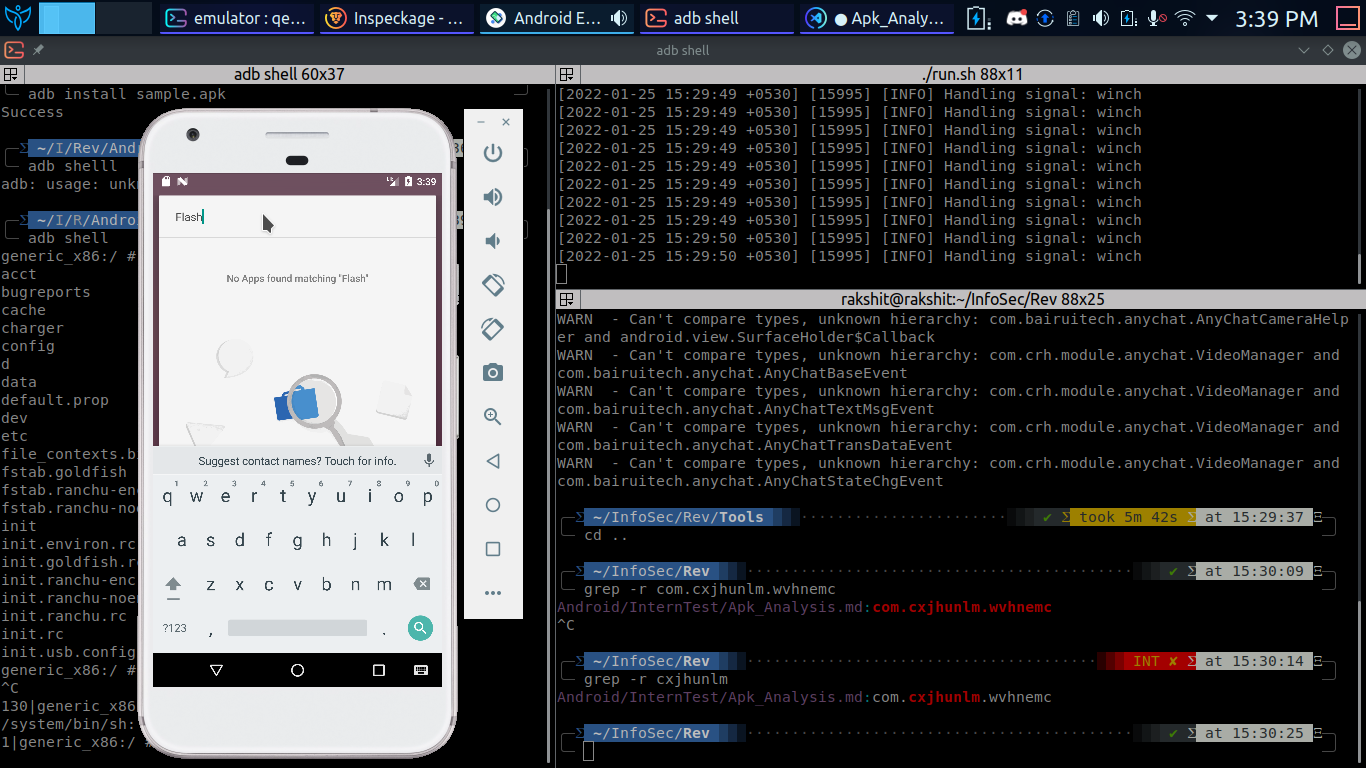 emulator : qe...
Inspeckage - ...
Android E...
adb shell
● Apk_Analy...
3:39 PM
adb shell
adb shell 60x37
adb install sample.apk
Success
~/I/Rev/And
adb shelll
adb: usage: unk
~/I/R/Andro
adb shell
generic_x86:/ #
acct
bugreports
cache
charger
config
d
data
default.prop
dev
etc
file_contexts.b
fstab.goldfish
fstab.ranchu-en
fstab.ranchu-no
init
init.environ.rc
init.goldfish.r
init.ranchu-enc
init.ranchu-noe
init.ranchu.rc
init.rc
init.usb.config
generic_x86:/ #
^C
130|generic_x86
/system/bin/sh:
1|generic_x86:/ #
3:39
Flash
No Apps found matching "Flash"
Suggest contact names? Touch for info.
1 2 3 4 5 6 7 8 9 0
q w e r t y u i o p
a s d f g h j k l
z x c v b n m
?123 , .
./run.sh 88x11
[2022-01-25 15:29:49 +0530] [15995] [INFO] Handling signal: winch
[2022-01-25 15:29:49 +0530] [15995] [INFO] Handling signal: winch
[2022-01-25 15:29:49 +0530] [15995] [INFO] Handling signal: winch
[2022-01-25 15:29:49 +0530] [15995] [INFO] Handling signal: winch
[2022-01-25 15:29:49 +0530] [15995] [INFO] Handling signal: winch
[2022-01-25 15:29:49 +0530] [15995] [INFO] Handling signal: winch
[2022-01-25 15:29:49 +0530] [15995] [INFO] Handling signal: winch
[2022-01-25 15:29:49 +0530] [15995] [INFO] Handling signal: winch
[2022-01-25 15:29:50 +0530] [15995] [INFO] Handling signal: winch
[2022-01-25 15:29:50 +0530] [15995] [INFO] Handling signal: winch
rakshit@rakshit:~/InfoSec/Rev 88x25
WARN  - Can't compare types, unknown hierarchy: com.bairuitech.anychat.AnyChatCameraHelp
er and android.view.SurfaceHolder$Callback
WARN  - Can't compare types, unknown hierarchy: com.crh.module.anychat.VideoManager and
com.bairuitech.anychat.AnyChatBaseEvent
WARN  - Can't compare types, unknown hierarchy: com.crh.module.anychat.VideoManager and
com.bairuitech.anychat.AnyChatTextMsgEvent
WARN  - Can't compare types, unknown hierarchy: com.crh.module.anychat.VideoManager and
com.bairuitech.anychat.AnyChatTransDataEvent
WARN  - Can't compare types, unknown hierarchy: com.crh.module.anychat.VideoManager and
com.bairuitech.anychat.AnyChatStateChgEvent
~/InfoSec/Rev/Tools ✔ Σ took 5m 42s Σ at 15:29:37
cd ..
~/InfoSec/Rev ✔ Σ at 15:30:09
grep -r com.cxjhunlm.wvhnemc
Android/InternTest/Apk_Analysis.md:com.cxjhunlm.wvhnemc
^C
~/InfoSec/Rev INT ✘ Σ at 15:30:14
grep -r cxjhunlm
Android/InternTest/Apk_Analysis.md:com.cxjhunlm.wvhnemc
~/InfoSec/Rev ✔ Σ at 15:30:25